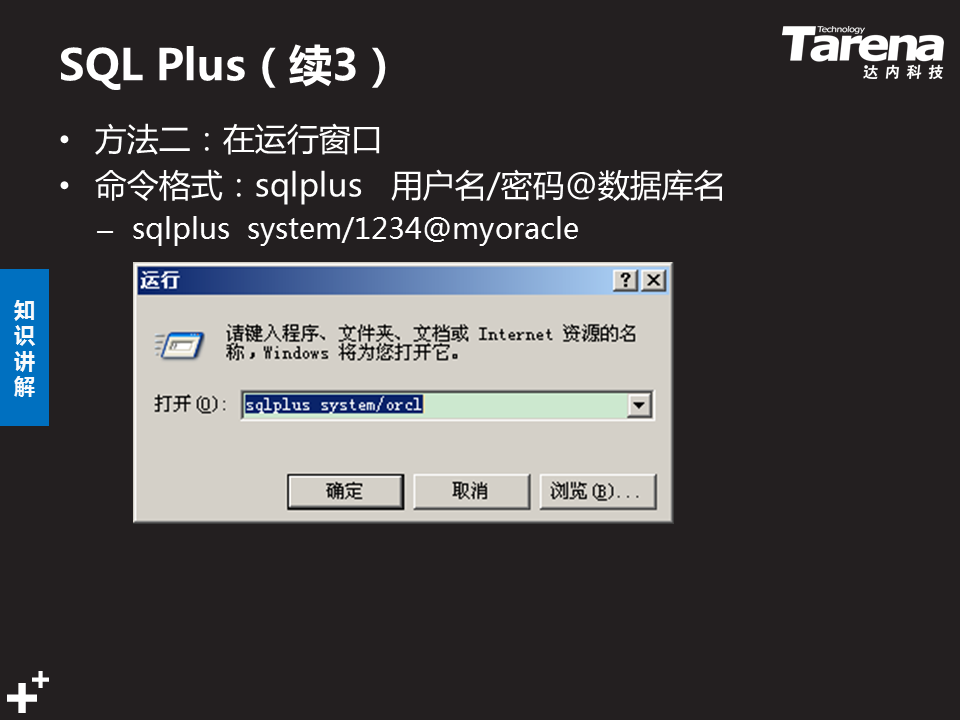 SQL Plus（续3）
Technology
Tarena
达内科技
• 方法二：在运行窗口
• 命令格式：sqlplus 用户名/密码@数据库名
– sqlplus system/1234@myoracle
知识讲解
运行
请键入程序、文件夹、文档或 Internet 资源的名
称，Windows 将为您打开它。
打开(O): sqlplus system/orcl
确定 取消 浏览(B)...